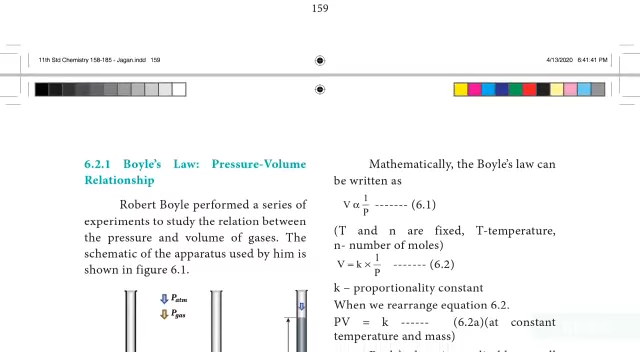 159
11th Std Chemistry 158-185 - Jagan.indd 159
4/13/2020 6:41:41 PM
6.2.1 Boyle's Law: Pressure-Volume
Relationship
Robert Boyle performed a series of
experiments to study the relation between
the pressure and volume of gases. The
schematic of the apparatus used by him is
shown in figure 6.1.
P_atm
P_gas
Mathematically, the Boyle's law can
be written as
V α 1/P ------- (6.1)
(T and n are fixed, T-temperature,
n- number of moles)
V = k × 1/P ------- (6.2)
k – proportionality constant
When we rearrange equation 6.2.
PV = k ------ (6.2a)(at constant
temperature and mass)